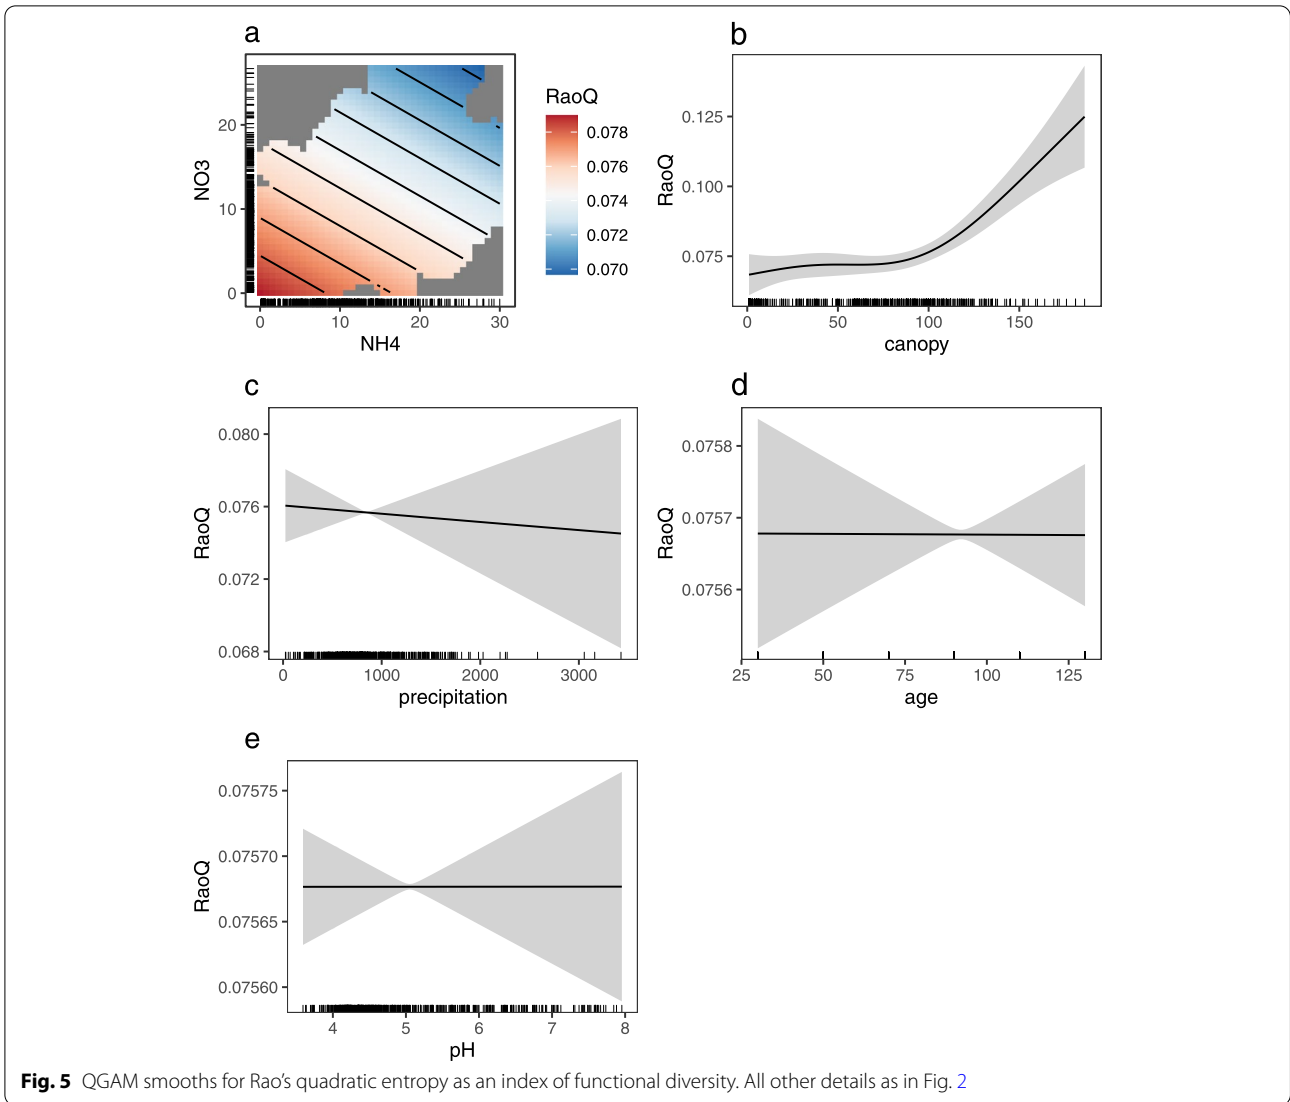 a
NO3
20
10
0
0 10 20 30
NH4
RaoQ
0.078
0.076
0.074
0.072
0.070
b
RaoQ
0.125
0.100
0.075
0 50 100 150
canopy
c
RaoQ
0.080
0.076
0.072
0.068
0 1000 2000 3000
precipitation
d
RaoQ
0.0758
0.0757
0.0756
25 50 75 100 125
age
e
RaoQ
0.07575
0.07570
0.07565
0.07560
4 5 6 7 8
pH
Fig. 5 QGAM smooths for Rao’s quadratic entropy as an index of functional diversity. All other details as in Fig. 2